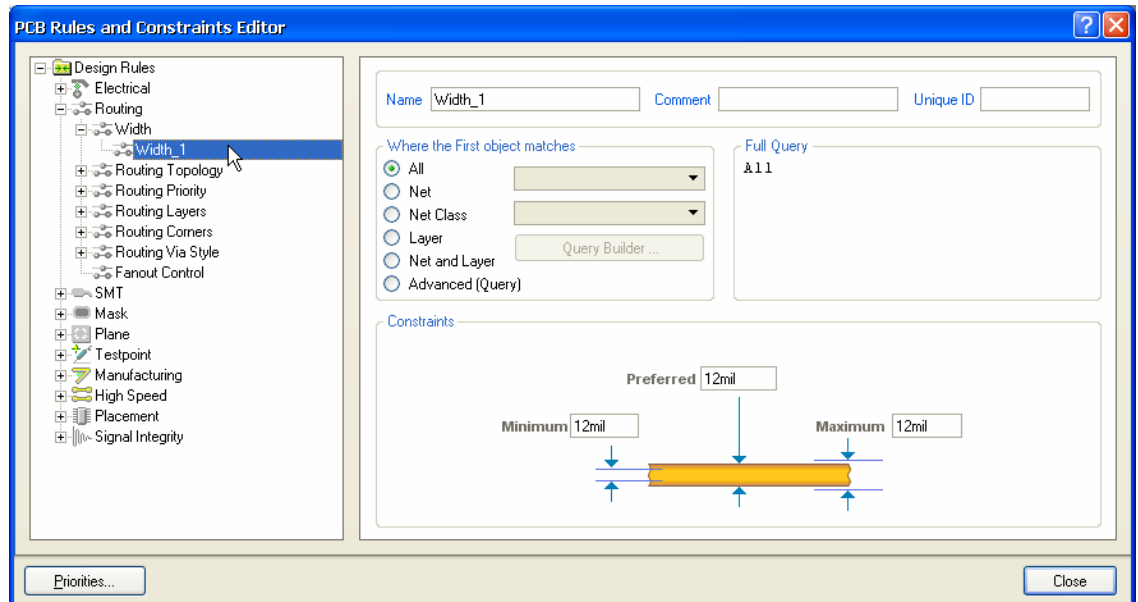 PCB Rules and Constraints Editor
Design Rules
Electrical
Routing
Width
Width_1
Routing Topology
Routing Priority
Routing Layers
Routing Corners
Routing Via Style
Fanout Control
SMT
Mask
Plane
Testpoint
Manufacturing
High Speed
Placement
Signal Integrity
Name Width_1 Comment Unique ID
Where the First object matches
All
Net
Net Class
Layer
Net and Layer
Advanced (Query)
Query Builder ...
Full Query
All
Constraints
Preferred 12mil
Minimum 12mil Maximum 12mil
Priorities... Close